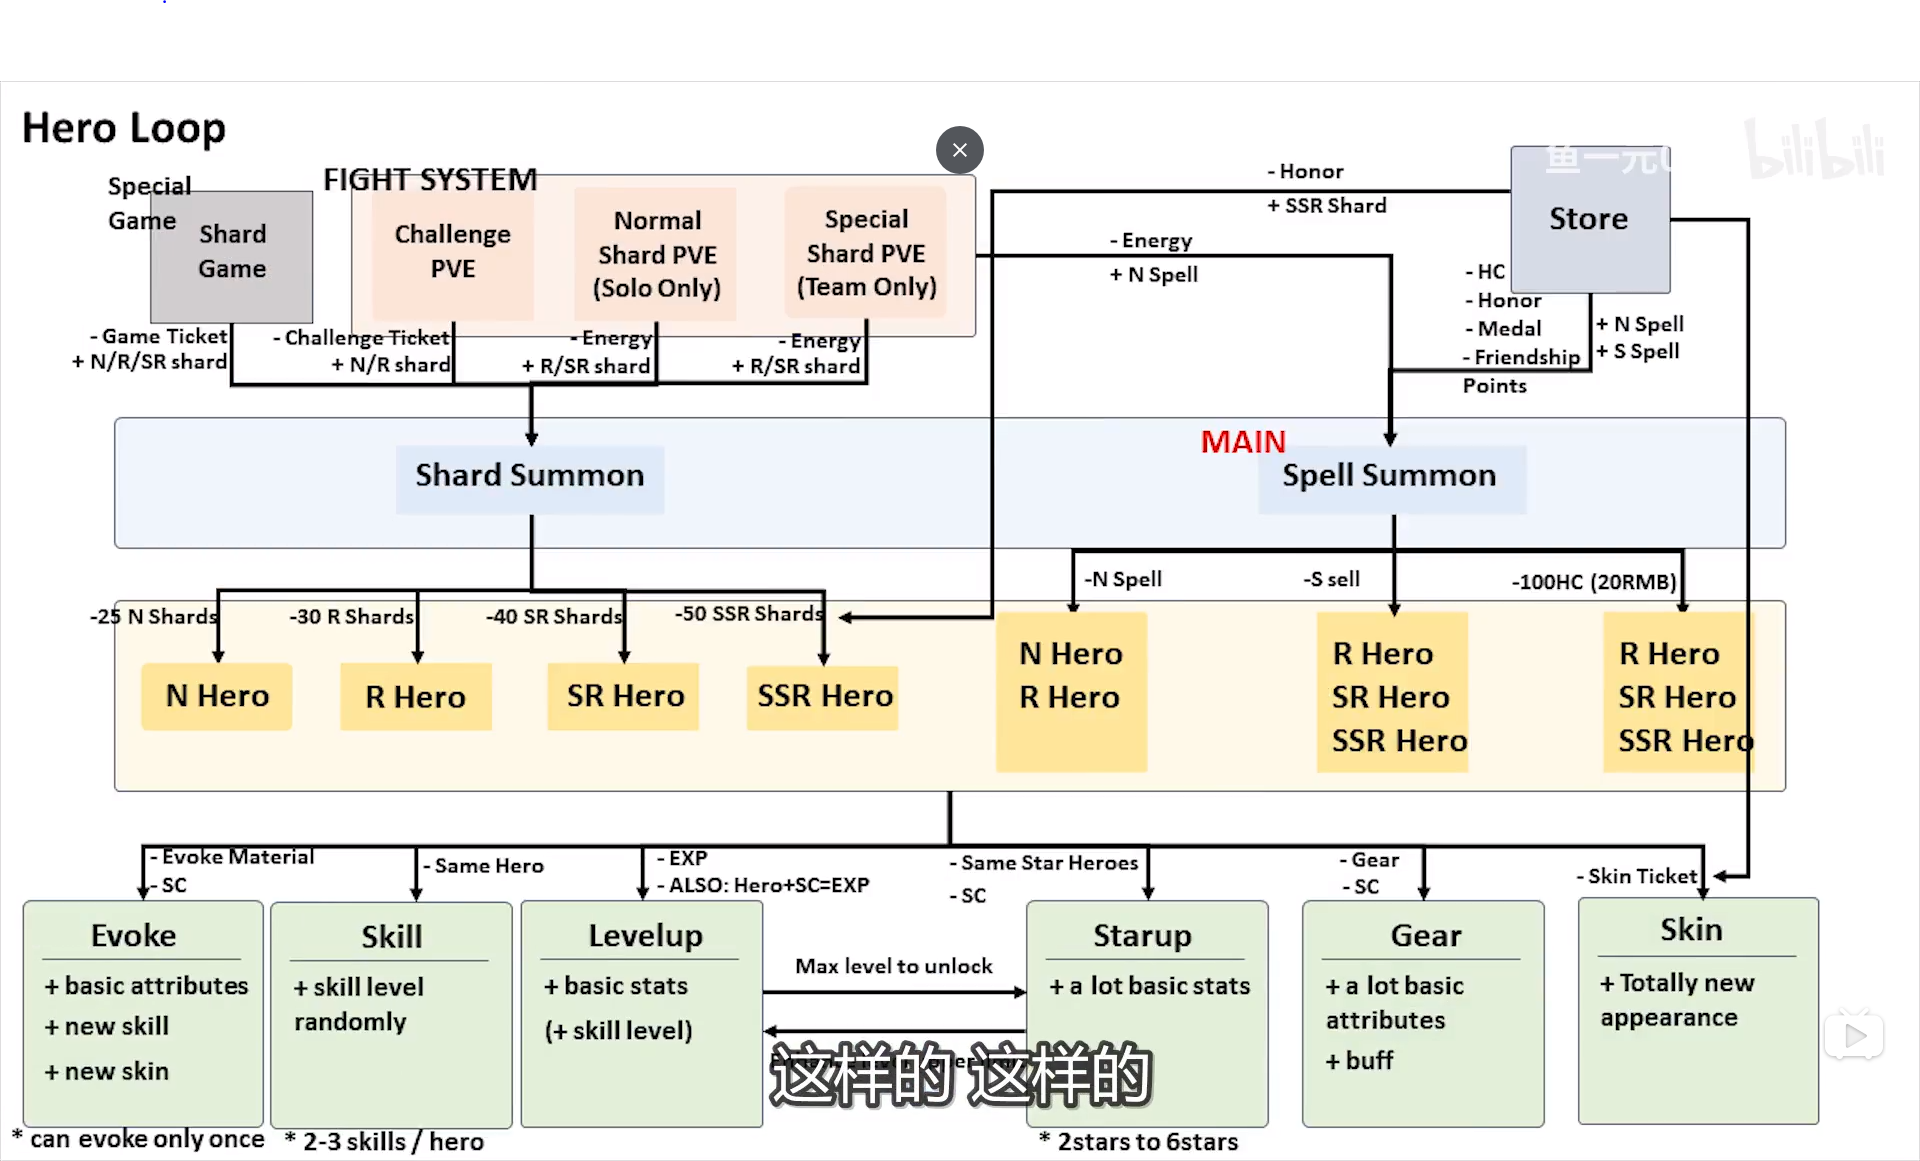 Hero Loop
Special
Game
Shard
Game
FIGHT SYSTEM
Challenge
PVE
Normal
Shard PVE
(Solo Only)
Special
Shard PVE
(Team Only)
- Honor
+ SSR Shard
- Energy
+ N Spell
Store
鱼一元
bilibili
- HC
- Honor
- Medal
- Friendship
Points
+ N Spell
+ S Spell
- Game Ticket
+ N/R/SR shard
- Challenge Ticket
+ N/R shard
- Energy
+ R/SR shard
- Energy
+ R/SR shard
Shard Summon
MAIN
Spell Summon
-25 N Shards
-30 R Shards
-40 SR Shards
-50 SSR Shards
-N Spell
-S sell
-100HC (20RMB)
N Hero
R Hero
SR Hero
SSR Hero
N Hero
R Hero
R Hero
SR Hero
SSR Hero
R Hero
SR Hero
SSR Hero
- Evoke Material
- SC
- Same Hero
- EXP
- ALSO: Hero+SC=EXP
- Same Star Heroes
- SC
- Gear
- SC
- Skin Ticket
Evoke
+ basic attributes
+ new skill
+ new skin
* can evoke only once
Skill
+ skill level
randomly
* 2-3 skills / hero
Levelup
+ basic stats
(+ skill level)
Max level to unlock
Starup
+ a lot basic stats
* 2stars to 6stars
Gear
+ a lot basic
attributes
+ buff
Skin
+ Totally new
appearance
这样的 这样的